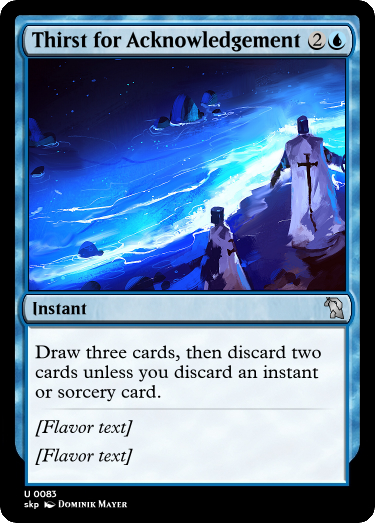 Thirst for Acknowledgement 2
Instant
Draw three cards, then discard two
cards unless you discard an instant
or sorcery card.
[Flavor text]
[Flavor text]
U 0083
skp Dominik Mayer